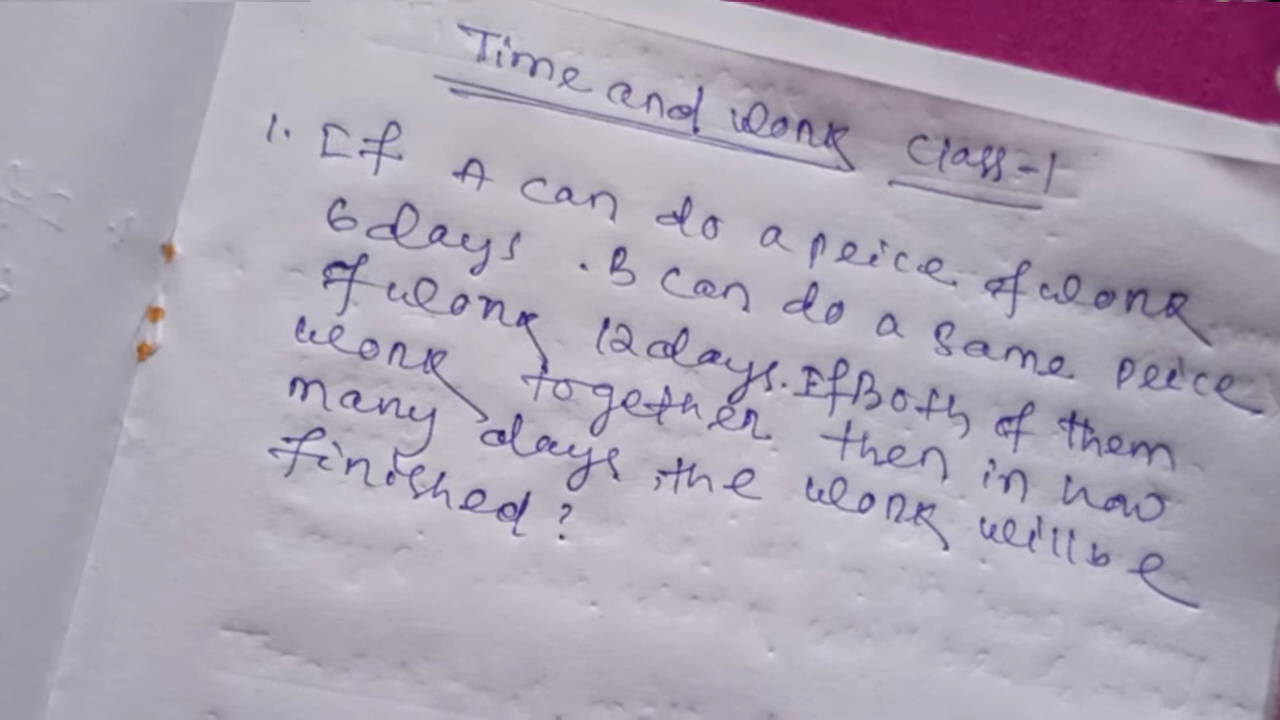 Time and work Class-1
1. If A can do a peice of work
6 days . B can do a same peice
of work 12 days. If Both of them
work together then in how
many days the work will be
finished?